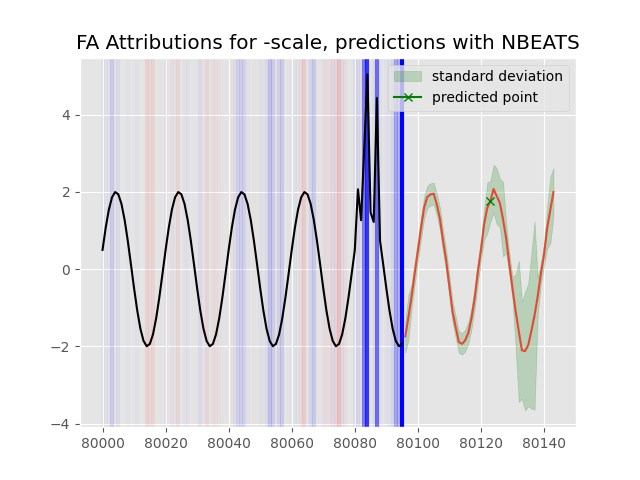 FA Attributions for -scale, predictions with NBEATS
standard deviation
predicted point
4
2
0
−2
−4
80000 80020 80040 80060 80080 80100 80120 80140